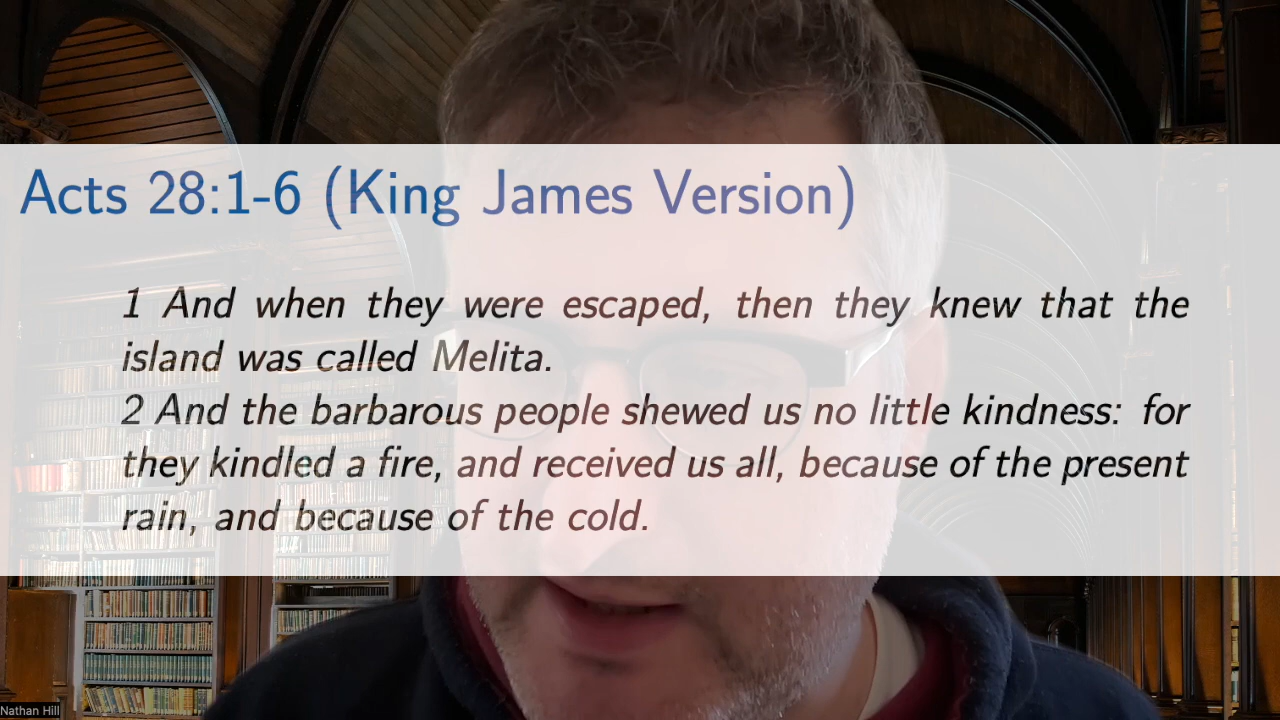 Acts 28:1-6 (King James Version)
1 And when they were escaped, then they knew that the
island was called Melita.
2 And the barbarous people shewed us no little kindness: for
they kindled a fire, and received us all, because of the present
rain, and because of the cold.
Nathan Hill